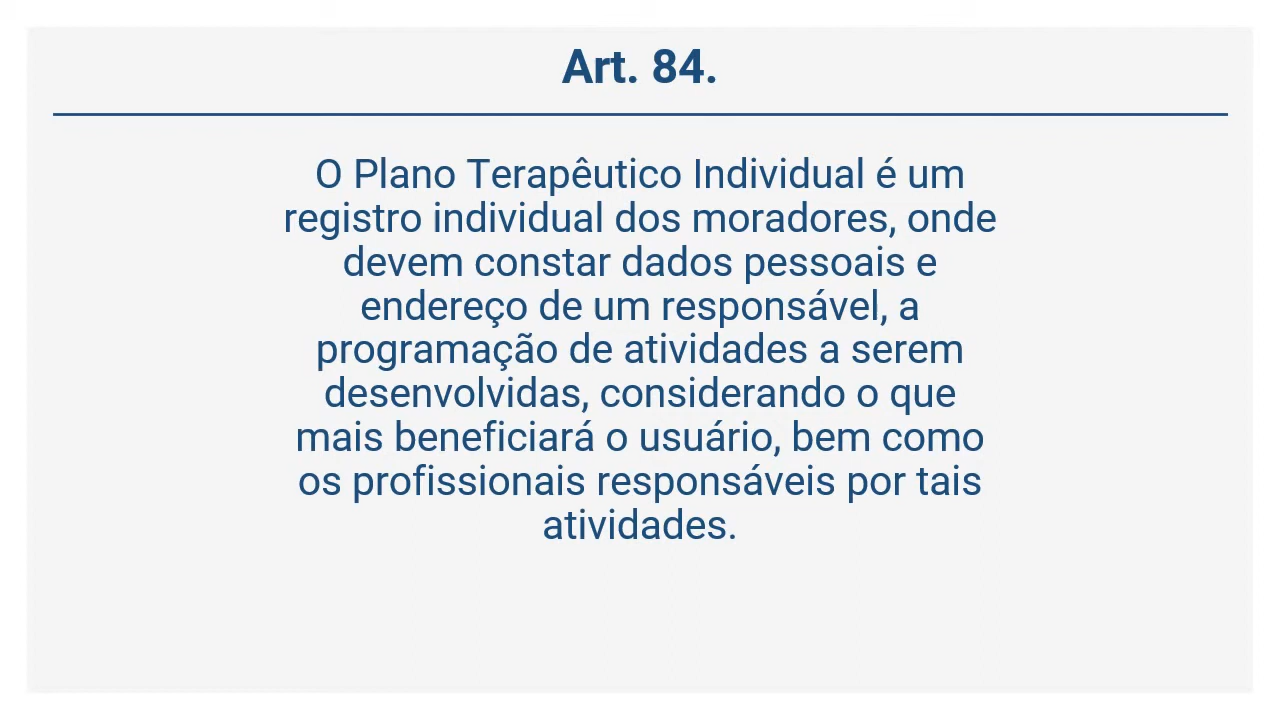 Art. 84.
O Plano Terapêutico Individual é um
registro individual dos moradores, onde
devem constar dados pessoais e
endereço de um responsável, a
programação de atividades a serem
desenvolvidas, considerando o que
mais beneficiará o usuário, bem como
os profissionais responsáveis por tais
atividades.